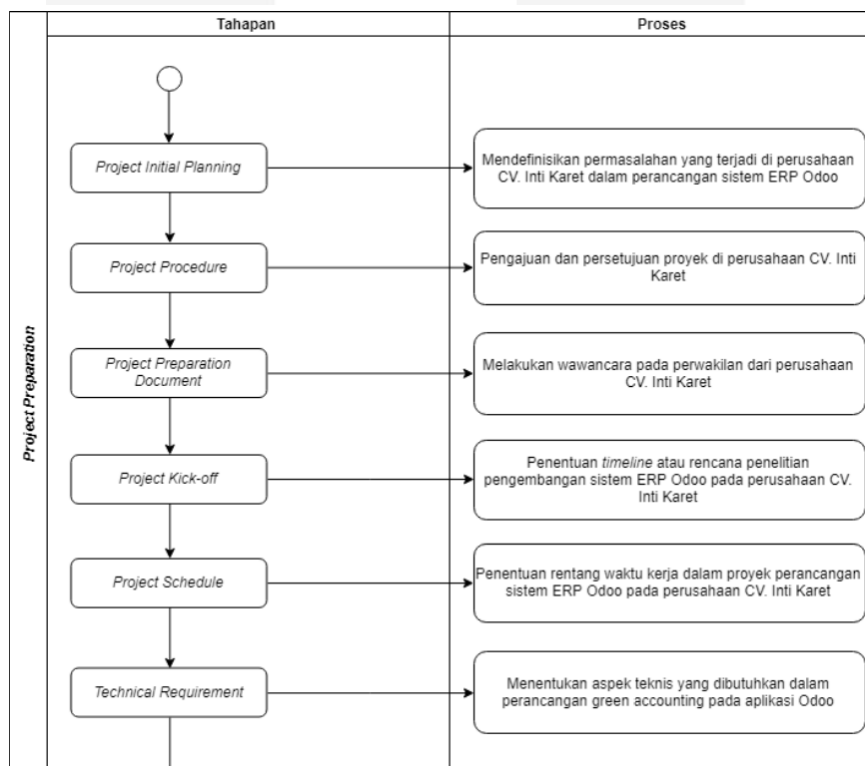 Tahapan
Proses
Project Preparation
Project Initial Planning
Mendefinisikan permasalahan yang terjadi di perusahaan
CV. Inti Karet dalam perancangan sistem ERP Odoo
Project Procedure
Pengajuan dan persetujuan proyek di perusahaan CV. Inti
Karet
Project Preparation
Document
Melakukan wawancara pada perwakilan dari perusahaan
CV. Inti Karet
Project Kick-off
Penentuan timeline atau rencana penelitian
pengembangan sistem ERP Odoo pada perusahaan CV.
Inti Karet
Project Schedule
Penentuan rentang waktu kerja dalam proyek perancangan
sistem ERP Odoo pada perusahaan CV. Inti Karet
Technical Requirement
Menentukan aspek teknis yang dibutuhkan dalam
perancangan green accounting pada aplikasi Odoo